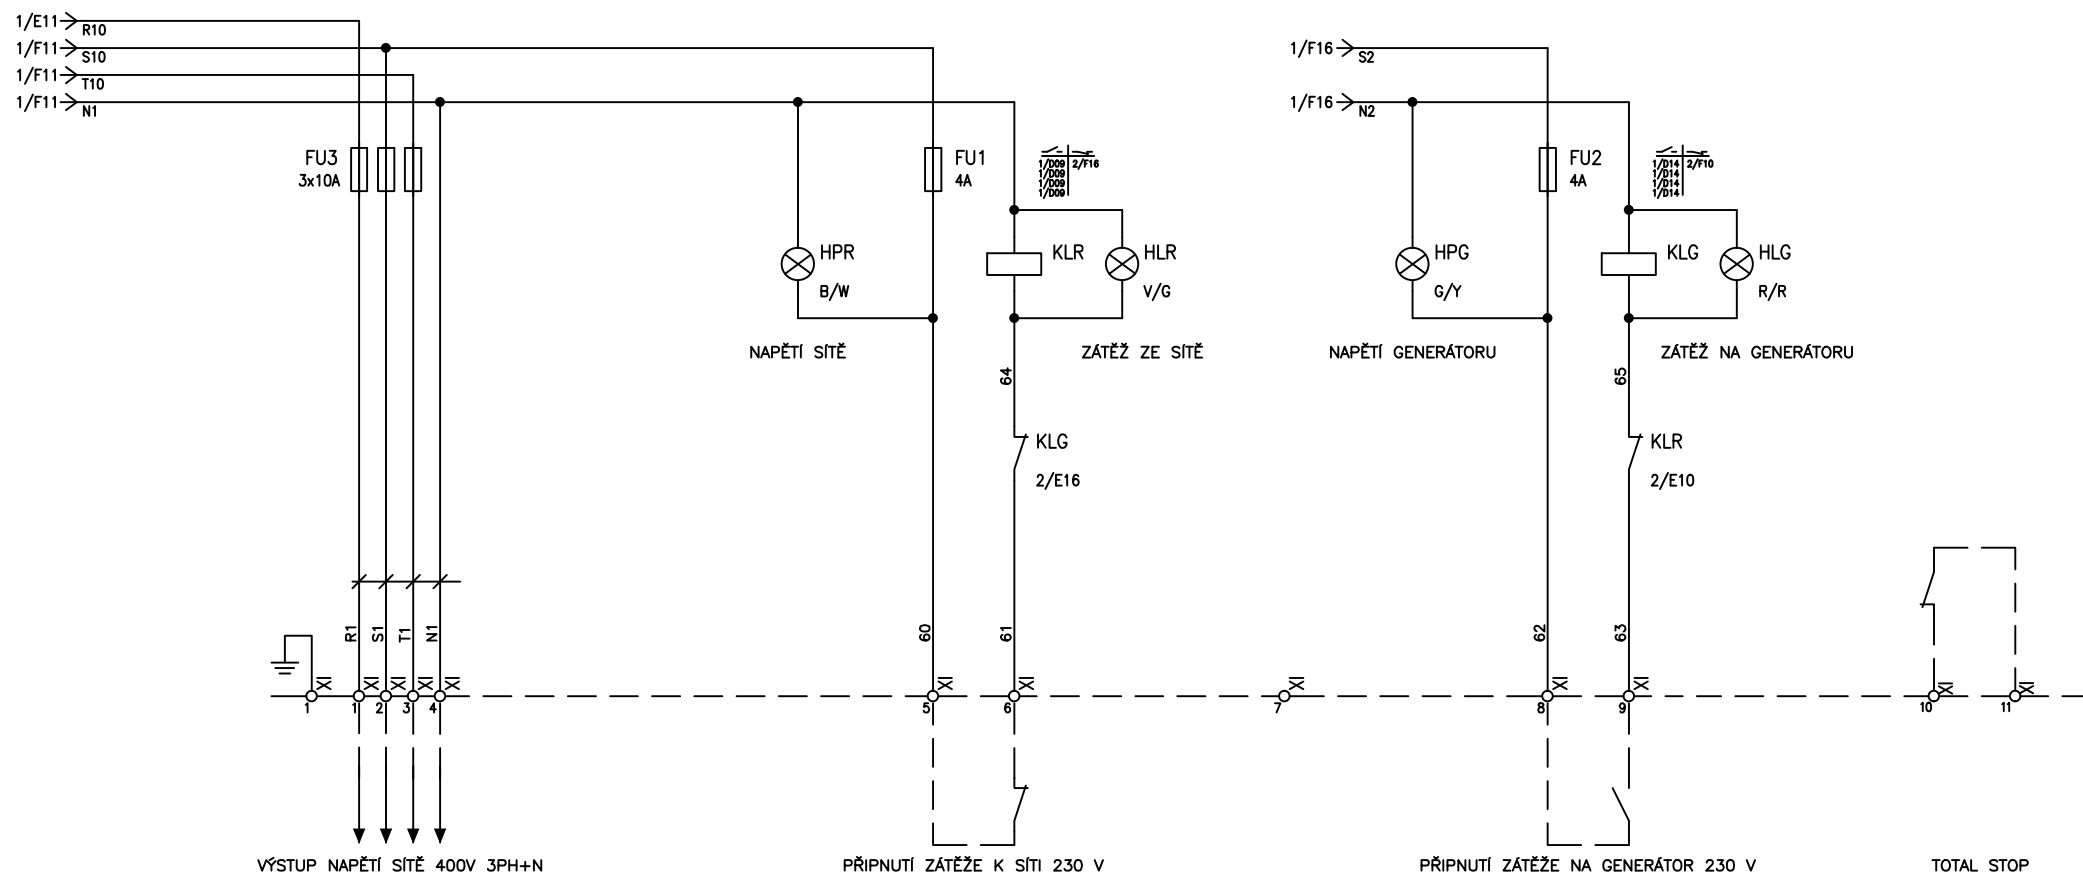 1/E11
R10
1/F11
S10
1/F11
T10
1/F11
N1
1/F16
S2
1/F16
N2
FU3
3x10A
FU1
4A
1/D09 2/F16
1/D09
1/D09
1/D09
FU2
4A
1/D14 2/F10
1/D14
1/D14
1/D14
HPR
B/W
KLR
HLR
V/G
HPG
G/Y
KLG
HLG
R/R
NAPĚTÍ SÍTĚ
ZÁTĚŽ ZE SÍTĚ
NAPĚTÍ GENERÁTORU
ZÁTĚŽ NA GENERÁTORU
64
65
KLG
2/E16
KLR
2/E10
R1
S1
T1
N1
60
61
62
63
X
X
X
X
X
X
X
X
X
X
X
X
1
1
2
3
4
5
6
7
8
9
10
11
VÝSTUP NAPĚTÍ SÍTĚ 400V 3PH+N
PŘIPNUTÍ ZÁTĚŽE K SÍTI 230 V
PŘIPNUTÍ ZÁTĚŽE NA GENERÁTOR 230 V
TOTAL STOP